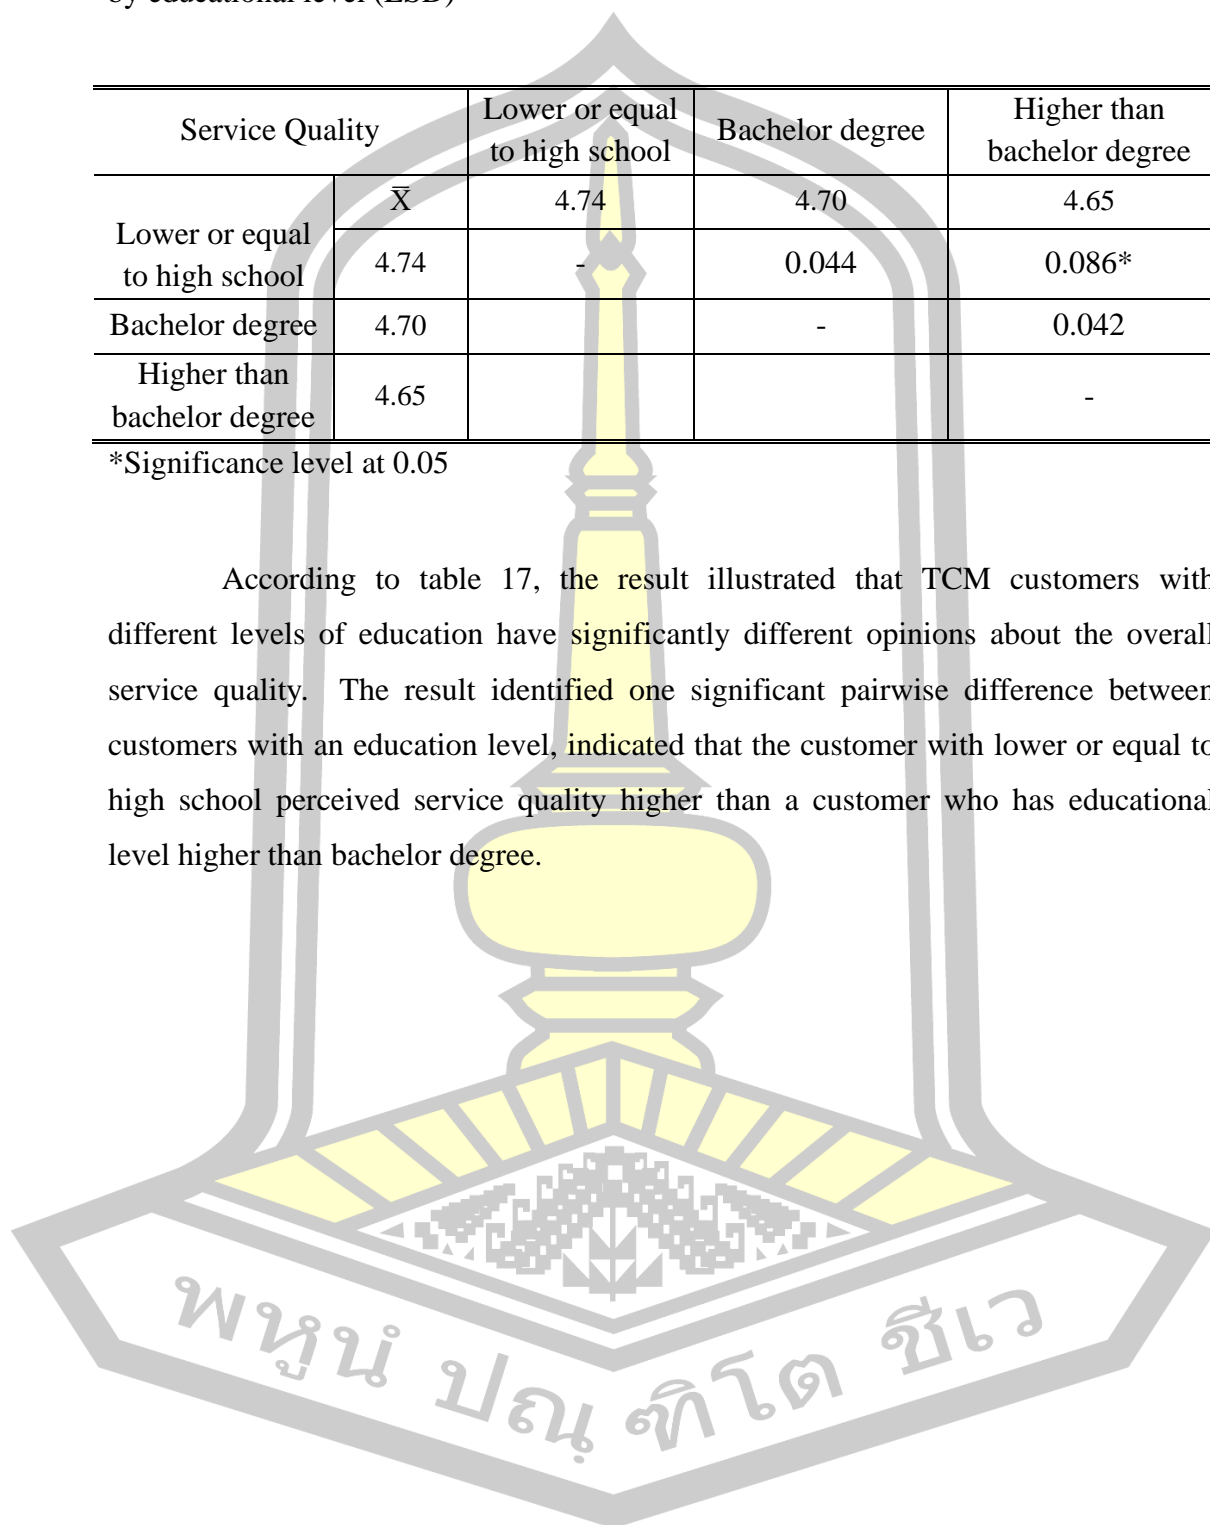 by educational level (LSD)
Service Quality Lower or equal to high school Bachelor degree Higher than bachelor degree
X̅ 4.74 4.70 4.65
Lower or equal to high school 4.74 - 0.044 0.086*
Bachelor degree 4.70 - 0.042
Higher than bachelor degree 4.65 -
*Significance level at 0.05
According to table 17, the result illustrated that TCM customers with
different levels of education have significantly different opinions about the overall
service quality. The result identified one significant pairwise difference between
customers with an education level, indicated that the customer with lower or equal to
high school perceived service quality higher than a customer who has educational
level higher than bachelor degree.
พหูนํ ปณฺ ฑิโต ชีเว